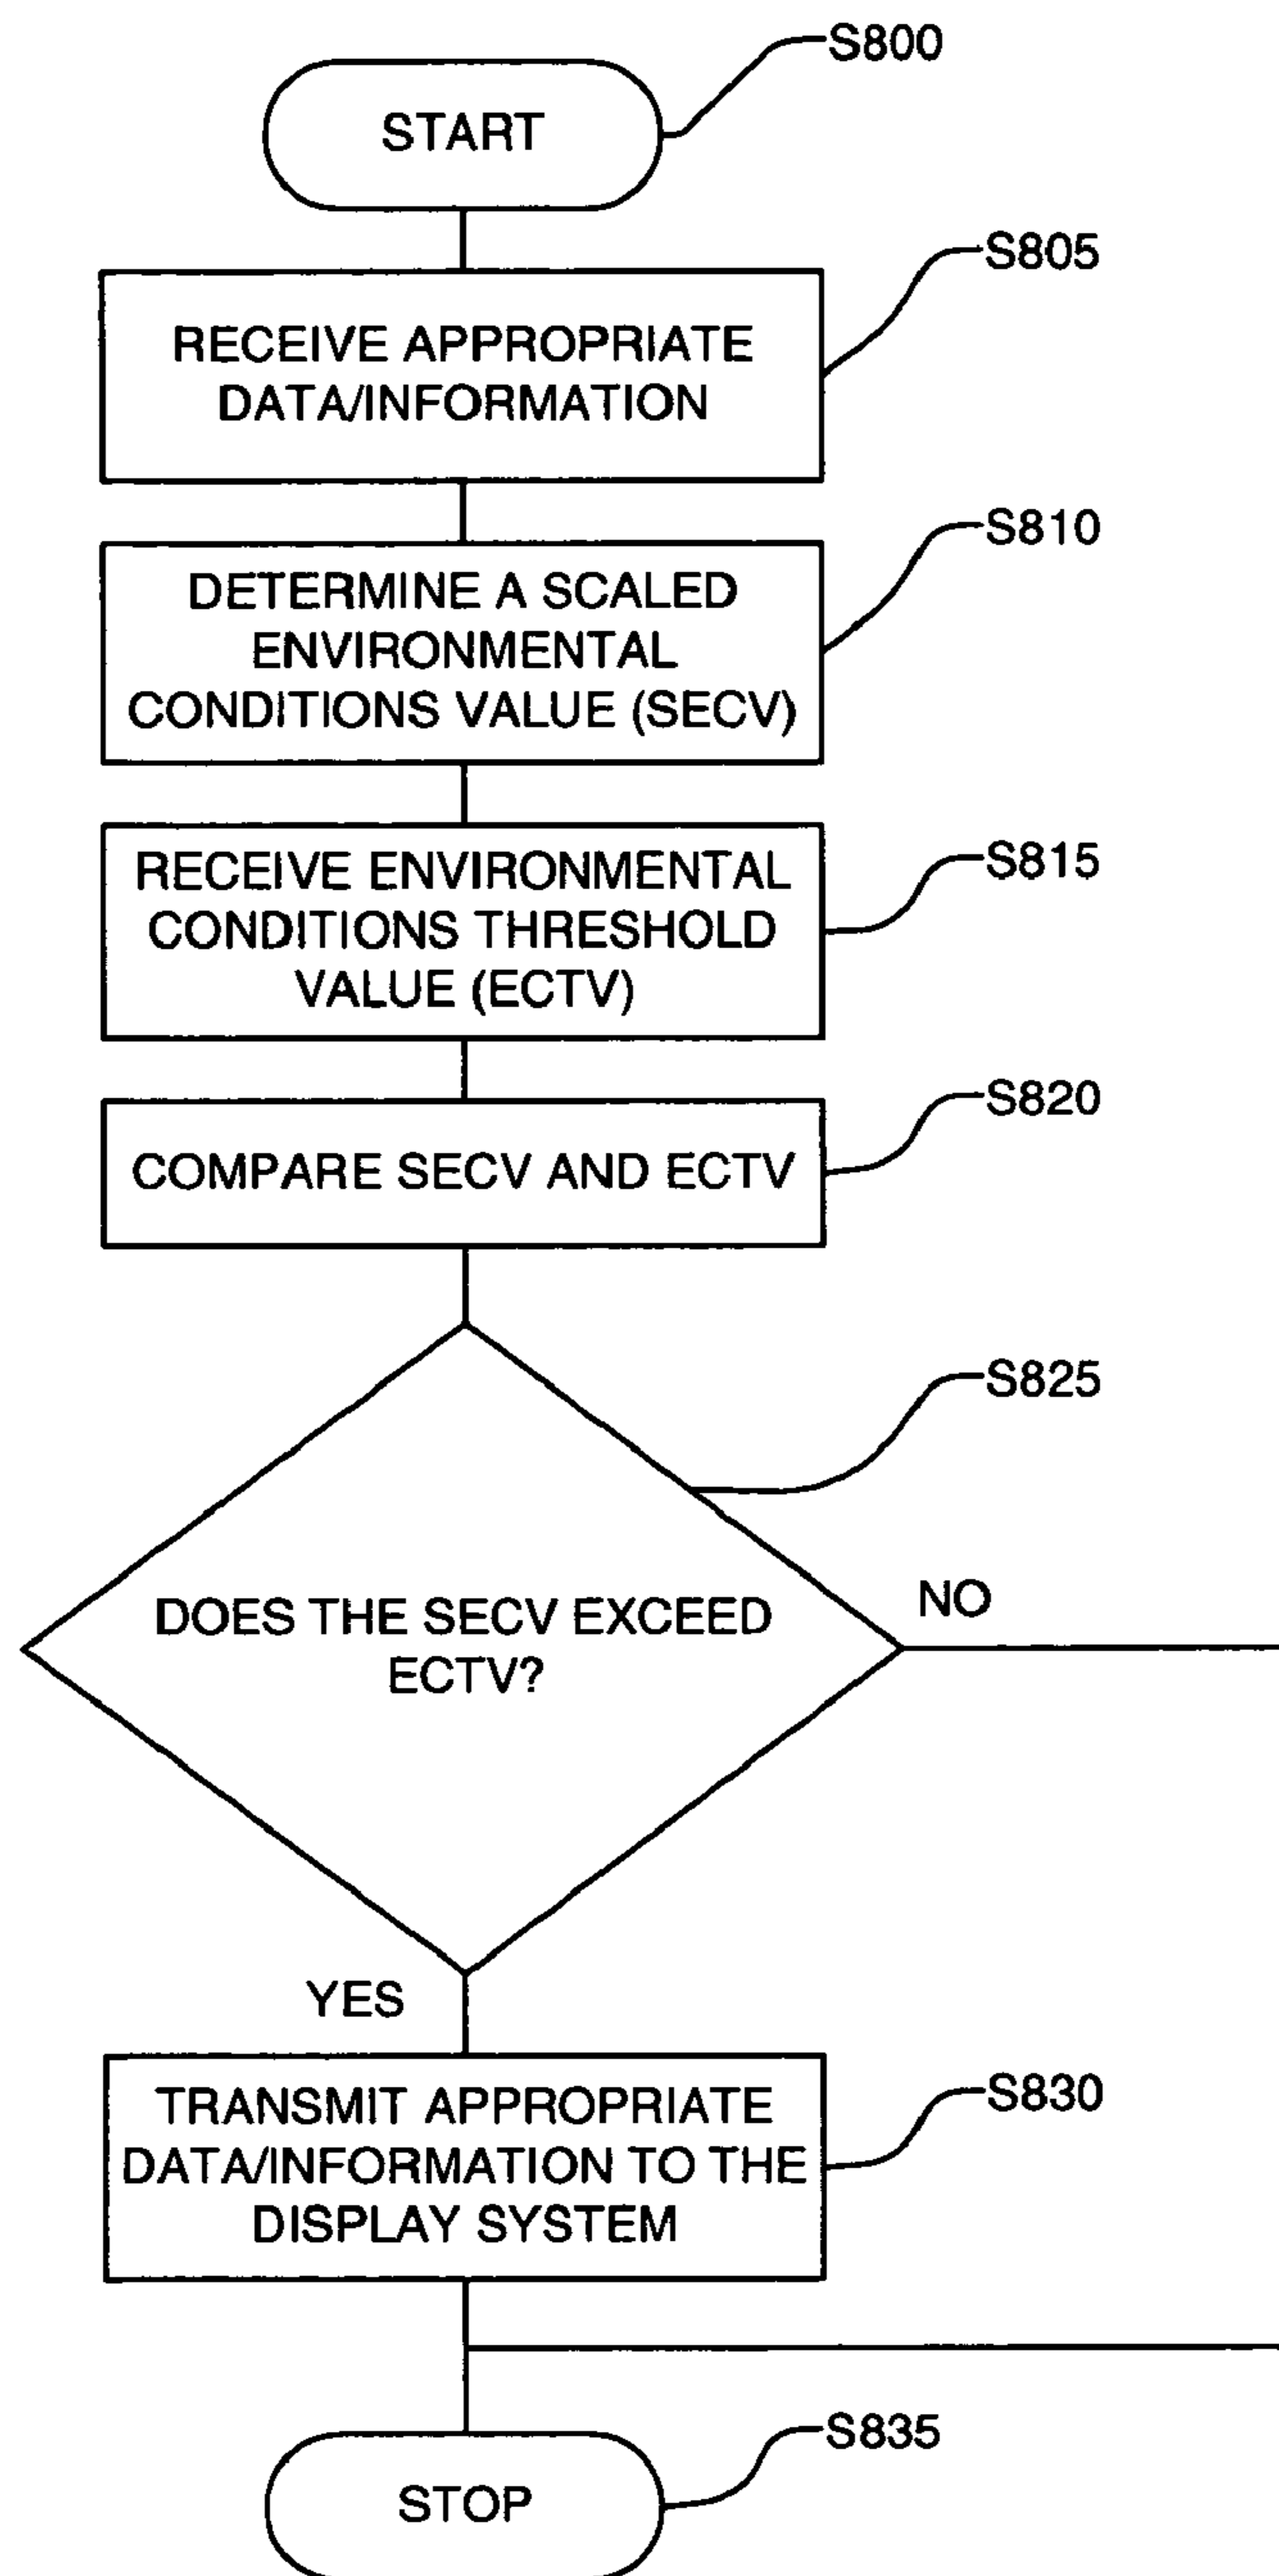 S800
START
S805
RECEIVE APPROPRIATE
DATA/INFORMATION
S810
DETERMINE A SCALED
ENVIRONMENTAL
CONDITIONS VALUE (SECV)
S815
RECEIVE ENVIRONMENTAL
CONDITIONS THRESHOLD
VALUE (ECTV)
S820
COMPARE SECV AND ECTV
S825
DOES THE SECV EXCEED
ECTV?
NO
YES
S830
TRANSMIT APPROPRIATE
DATA/INFORMATION TO THE
DISPLAY SYSTEM
S835
STOP